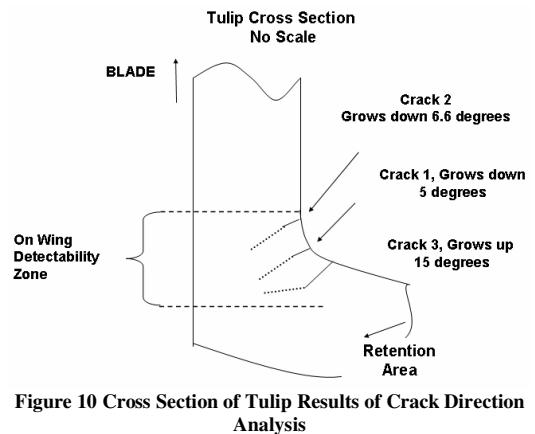 Tulip Cross Section
No Scale
BLADE
Crack 2
Grows down 6.6 degrees
Crack 1, Grows down
5 degrees
On Wing
Detectability
Zone
Crack 3, Grows up
15 degrees
Retention
Area
Figure 10 Cross Section of Tulip Results of Crack Direction
Analysis